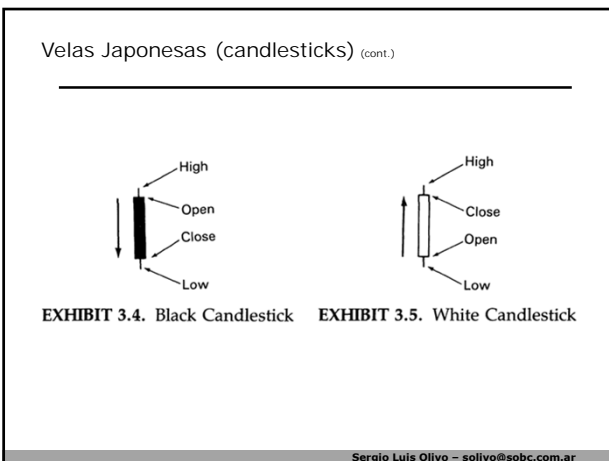 Velas Japonesas (candlesticks) (cont.)
High
Open
Close
Low
EXHIBIT 3.4. Black Candlestick
High
Close
Open
Low
EXHIBIT 3.5. White Candlestick
Sergio Luis Olivo – solivo@sobc.com.ar